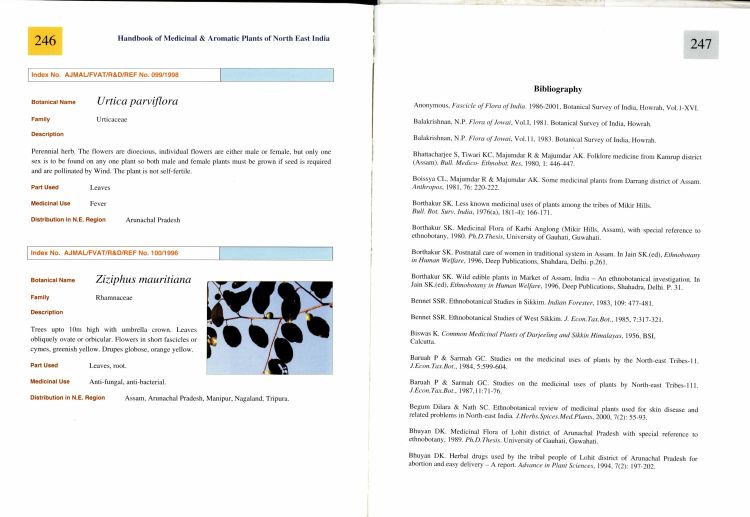 246
Handbook of Medicinal & Aromatic Plants of North East India
Index No. AJMAL/FVAT/R&D/REF No. 099/1998
Botanical Name Urtica parviflora
Family Urticaceae
Description
Perennial herb. The flowers are dioecious, individual flowers are either male or female, but only one
sex is to be found on any one plant so both male and female plants must be grown if seed is required
and are pollinated by Wind. The plant is not self-fertile.
Part Used Leaves
Medicinal Use Fever
Distribution in N.E. Region Arunachal Pradesh
Index No. AJMAL/FVAT/R&D/REF No. 100/1996
Botanical Name Ziziphus mauritiana
Family Rhamnaceae
Description
Trees upto 10m high with umbrella crown. Leaves
obliquely ovate or orbicular. Flowers in short fascicles or
cymes, greenish yellow. Drupes globose, orange yellow.
Part Used Leaves, root.
Medicinal Use Anti-fungal, anti-bacterial.
Distribution in N.E. Region Assam, Arunachal Pradesh, Manipur, Nagaland, Tripura.
247
Bibliography
Anonymous, Fascicle of Flora of India. 1986-2001, Botanical Survey of India, Howrah, Vol.1-XVI.
Balakrishnan, N.P. Flora of Jowai, Vol.I, 1981. Botanical Survey of India, Howrah.
Balakrishnan, N.P. Flora of Jowai, Vol.11, 1983. Botanical Survey of India, Howrah.
Bhattacharjee S, Tiwari KC, Majumdar R & Majumdar AK. Folklore medicine from Kamrup district
(Assam). Bull. Medico- Ethnobot. Res, 1980, 1: 446-447.
Boissya CL, Majumdar R & Majumdar AK. Some medicinal plants from Darrang district of Assam.
Anthropos, 1981, 76: 220-222.
Borthakur SK. Less known medicinal uses of plants among the tribes of Mikir Hills.
Bull. Bot. Surv. India, 1976(a), 18(1-4): 166-171.
Borthakur SK. Medicinal Flora of Karbi Anglong (Mikir Hills, Assam), with special reference to
ethnobotany, 1980. Ph.D.Thesis, University of Gauhati, Guwahati.
Borthakur SK. Postnatal care of women in traditional system in Assam. In Jain SK.(ed), Ethnobotany
in Human Welfare, 1996, Deep Publications, Shahdara, Delhi. p.261.
Borthakur SK. Wild edible plants in Market of Assam, India – An ethnobotanical investigation. In
Jain SK.(ed), Ethnobotany in Human Welfare, 1996, Deep Publications, Shahadra, Delhi. P. 31.
Bennet SSR. Ethnobotanical Studies in Sikkim. Indian Forester, 1983, 109: 477-481.
Bennet SSR. Ethnobotanical Studies of West Sikkim. J. Econ.Tax.Bot., 1985, 7:317-321.
Biswas K. Common Medicinal Plants of Darjeeling and Sikkin Himalayas, 1956, BSI,
Calcutta.
Baruah P & Sarmah GC. Studies on the medicinal uses of plants by the North-east Tribes-11.
J.Econ.Tax.Bot., 1984, 5:599-604.
Baruah P & Sarmah GC. Studies on the medicinal uses of plants by North-east Tribes-111.
J.Econ.Tax.Bot., 1987,11:71-76.
Begum Dilara & Nath SC. Ethnobotanical review of medicinal plants used for skin disease and
related problems in North-east India. J.Herbs.Spices.Med.Plants, 2000, 7(2): 55-93.
Bhuyan DK. Medicinal Flora of Lohit district of Arunachal Pradesh with special reference to
ethnobotany, 1989. Ph.D.Thesis. University of Gauhati, Guwahati.
Bhuyan DK. Herbal drugs used by the tribal people of Lohit district of Arunachal Pradesh for
abortion and easy delivery – A report. Advance in Plant Sciences, 1994, 7(2): 197-202.